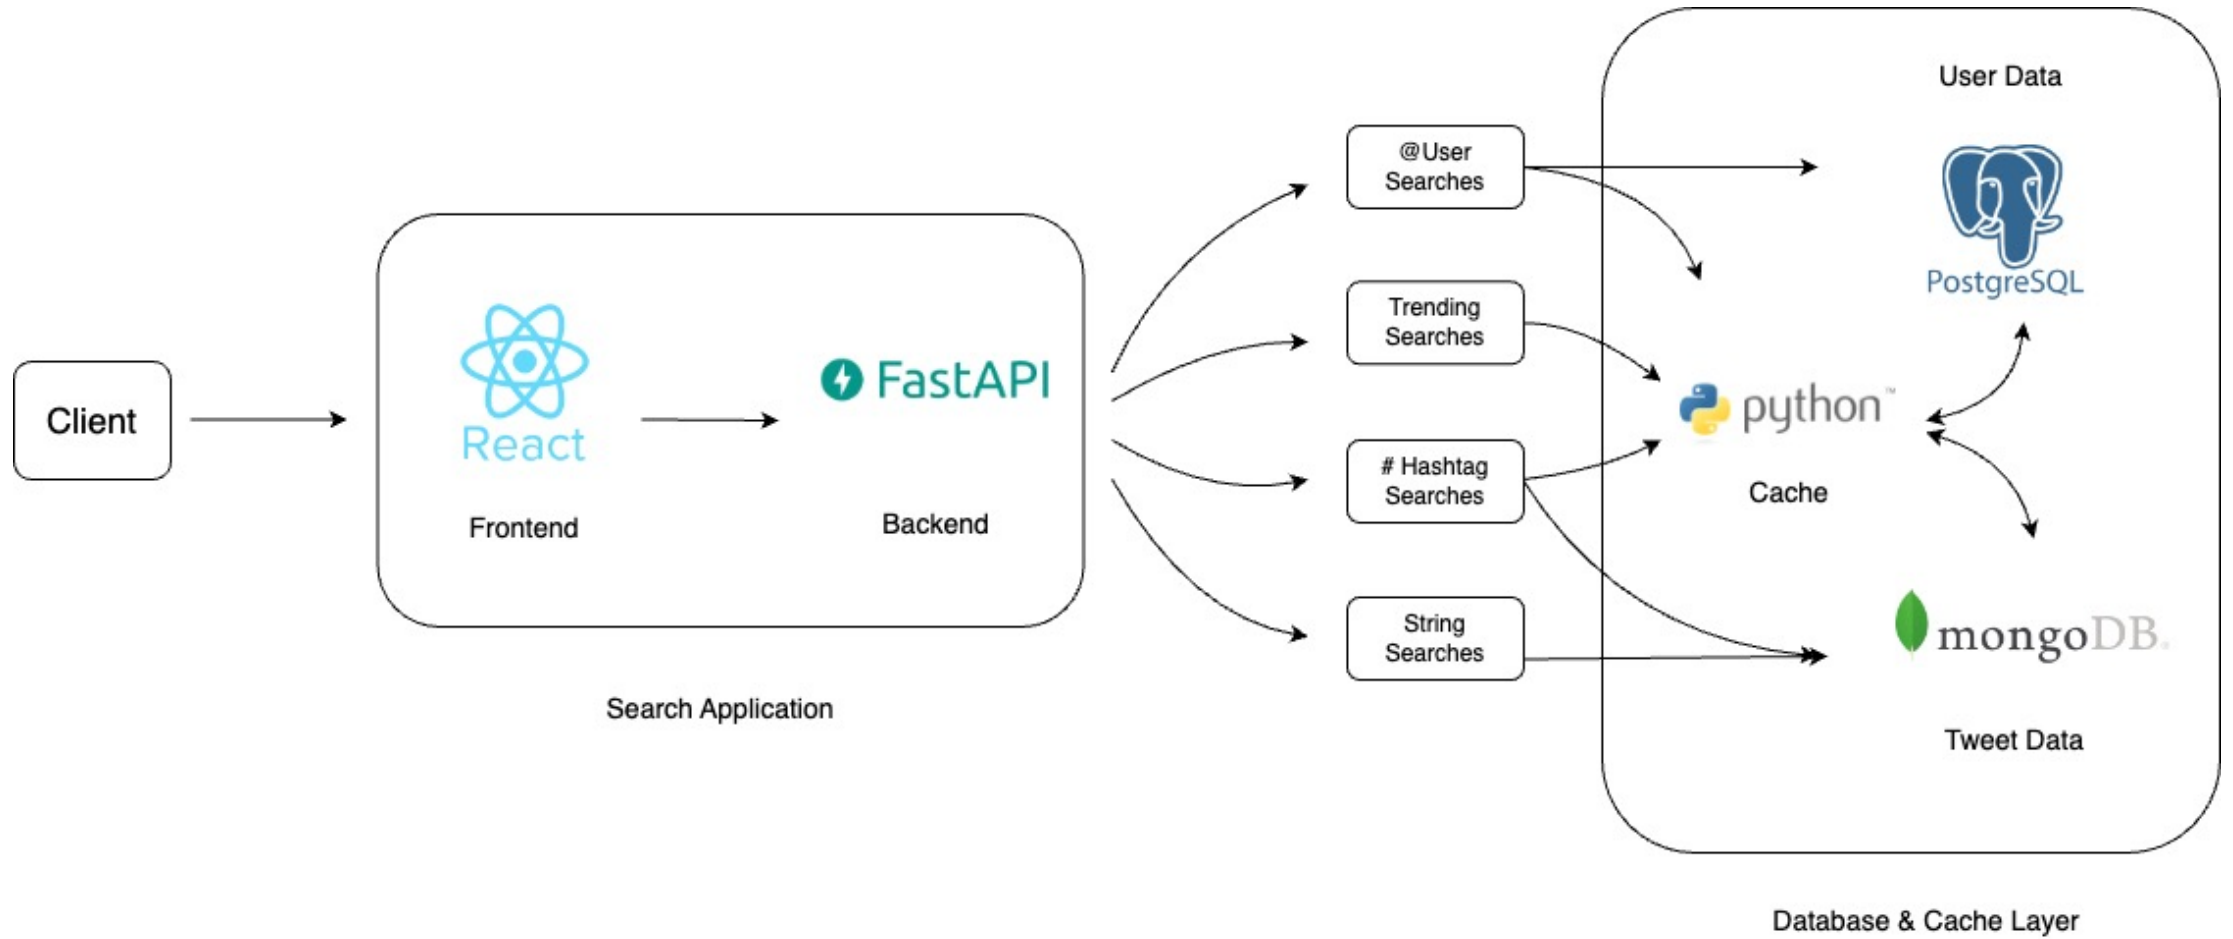 Client
React
Frontend
FastAPI
Backend
Search Application
@User
Searches
Trending
Searches
# Hashtag
Searches
String
Searches
User Data
PostgreSQL
python™
Cache
mongoDB.
Tweet Data
Database & Cache Layer